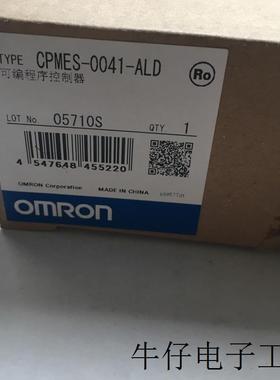 TYPE CPMES-0041-ALD
可编程序控制器
Ro
LOT No. 05710S QTY 1
4 547648 455220
OMRON Corporation MADE IN CHINA
OMRON
牛仔电子工